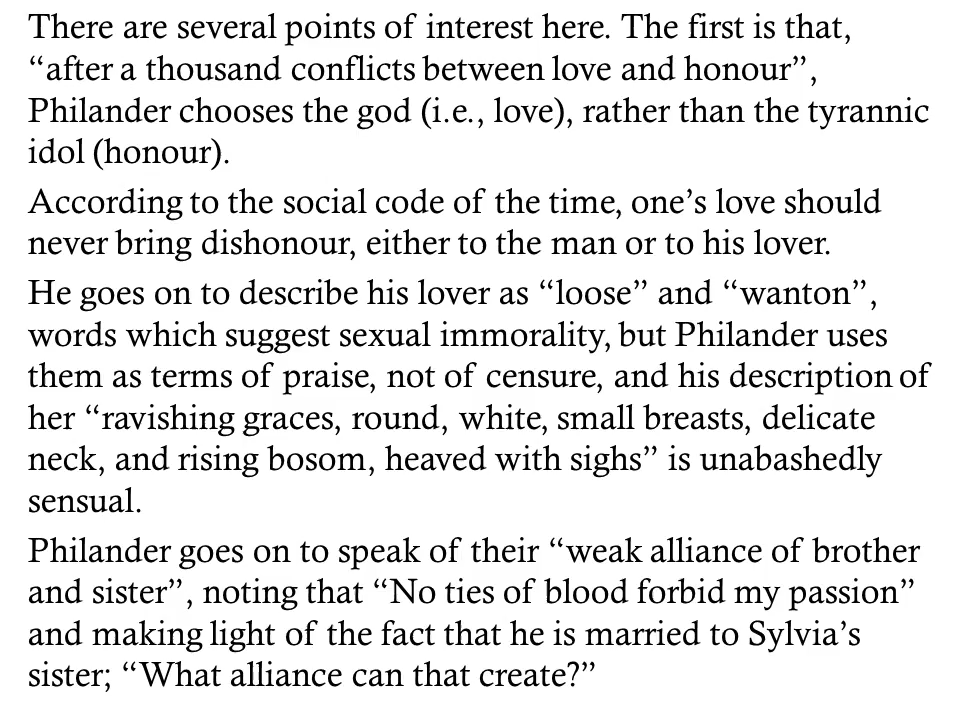 There are several points of interest here. The first is that,
“after a thousand conflicts between love and honour”,
Philander chooses the god (i.e., love), rather than the tyrannic
idol (honour).
According to the social code of the time, one’s love should
never bring dishonour, either to the man or to his lover.
He goes on to describe his lover as “loose” and “wanton”,
words which suggest sexual immorality, but Philander uses
them as terms of praise, not of censure, and his description of
her “ravishing graces, round, white, small breasts, delicate
neck, and rising bosom, heaved with sighs” is unabashedly
sensual.
Philander goes on to speak of their “weak alliance of brother
and sister”, noting that “No ties of blood forbid my passion”
and making light of the fact that he is married to Sylvia’s
sister; “What alliance can that create?”